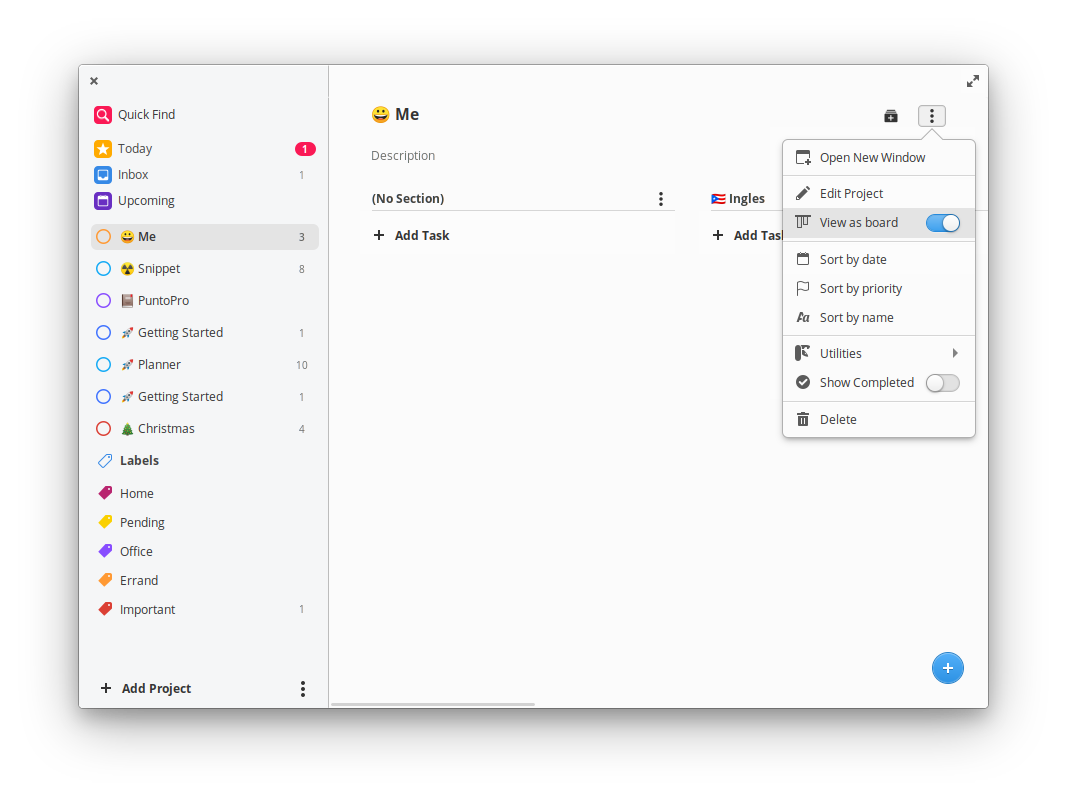 Quick Find
Today 1
Inbox 1
Upcoming
😀 Me 3
☢️ Snippet 8
📔 PuntoPro
🚀 Getting Started 1
🚀 Planner 10
🚀 Getting Started 1
🎄 Christmas 4
Labels
Home
Pending
Office
Errand
Important 1
Add Project
😀 Me
Description
(No Section)
Add Task
🇵🇷 Ingles
Add Tas
Open New Window
Edit Project
View as board
Sort by date
Sort by priority
Aa Sort by name
Utilities
Show Completed
Delete